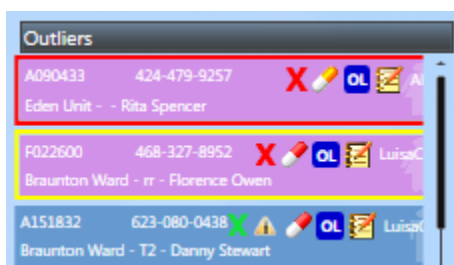 Outliers
A090433 424-479-9257 X OL
Eden Unit - - Rita Spencer
F022600 468-327-8952 X OL LuisaC
Braunton Ward - rr - Florence Owen
A151832 623-080-0438 X OL Luisa
Braunton Ward - T2 - Danny Stewart